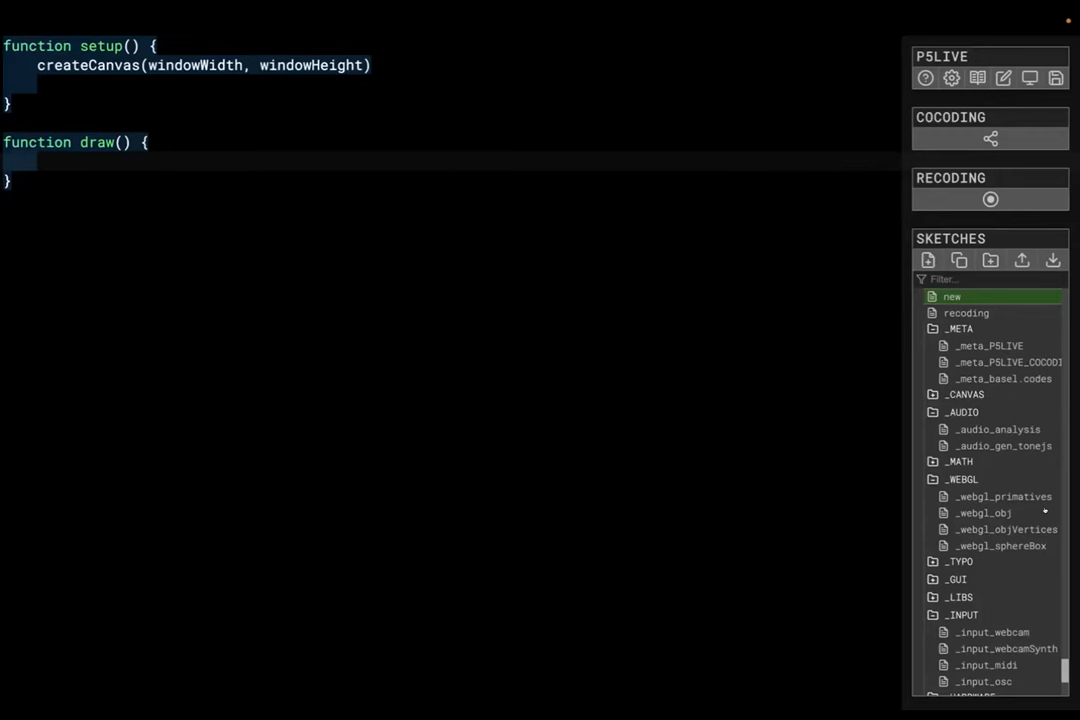 function setup() {
createCanvas(windowWidth, windowHeight)
}
function draw() {
}
P5LIVE
COCODING
RECODING
SKETCHES
Filter...
new
recoding
_META
_meta_P5LIVE
_meta_P5LIVE_COCODI
_meta_basel.codes
_CANVAS
_AUDIO
_audio_analysis
_audio_gen_tonejs
_MATH
_WEBGL
_webgl_primatives
_webgl_obj
_webgl_objVertices
_webgl_sphereBox
_TYPO
_GUI
_LIBS
_INPUT
_input_webcam
_input_webcamSynth
_input_midi
_input_osc